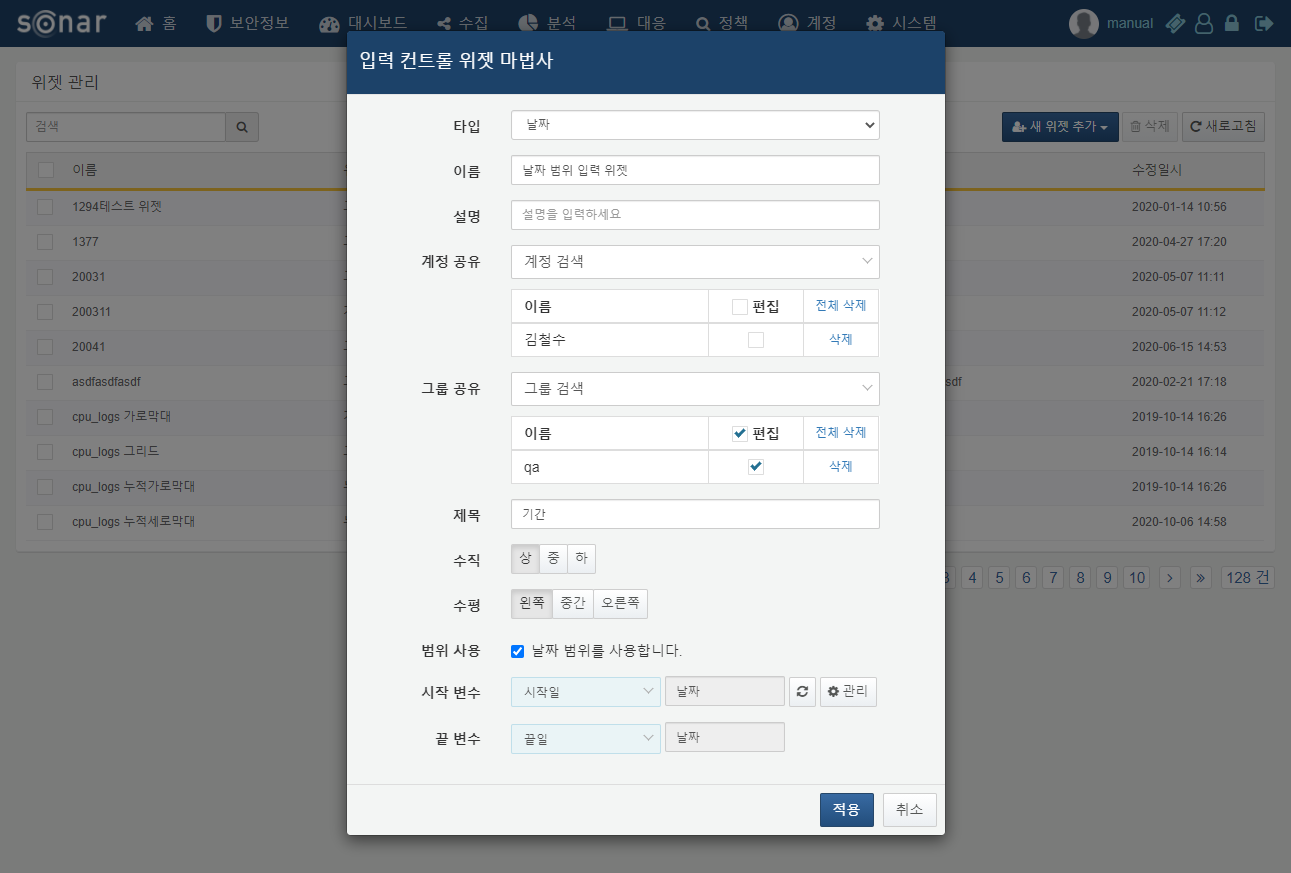 sonar 홈 보안정보 대시보드 수집 분석 대응 정책 계정 시스템 manual
위젯 관리
검색 새 위젯 추가 삭제 새로고침
이름 수정일시
1294테스트 위젯 2020-01-14 10:56
1377 2020-04-27 17:20
20031 2020-05-07 11:11
200311 2020-05-07 11:12
20041 2020-06-15 14:53
asdfasdfasdf sdf 2020-02-21 17:18
cpu_logs 가로막대 2019-10-14 16:26
cpu_logs 그리드 2019-10-14 16:14
cpu_logs 누적가로막대 2019-10-14 16:26
cpu_logs 누적세로막대 2020-10-06 14:58
4 5 6 7 8 9 10 › » 128 건
입력 컨트롤 위젯 마법사
타입 날짜
이름 날짜 범위 입력 위젯
설명 설명을 입력하세요
계정 공유 계정 검색
이름 편집 전체 삭제
김철수 삭제
그룹 공유 그룹 검색
이름 편집 전체 삭제
qa 삭제
제목 기간
수직 상 중 하
수평 왼쪽 중간 오른쪽
범위 사용 날짜 범위를 사용합니다.
시작 변수 시작일 날짜 관리
끝 변수 끝일 날짜
적용 취소